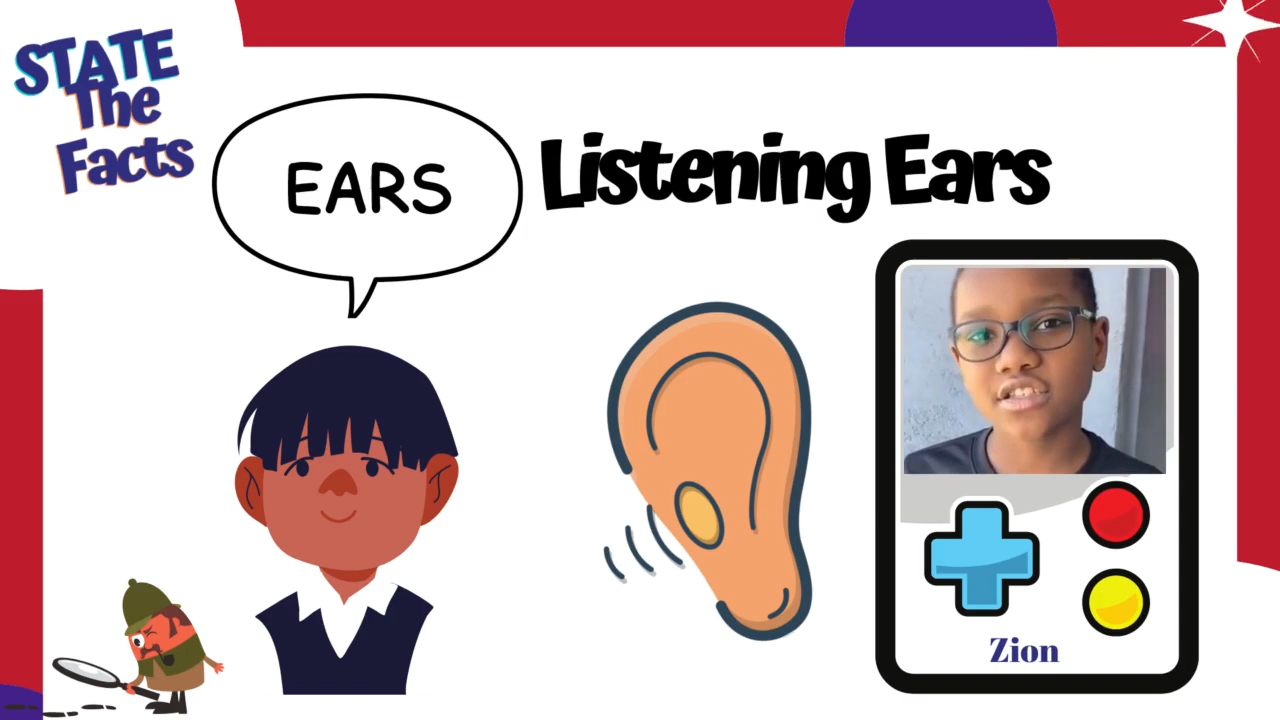 STATE
The
Facts
EARS
Listening Ears
Zion